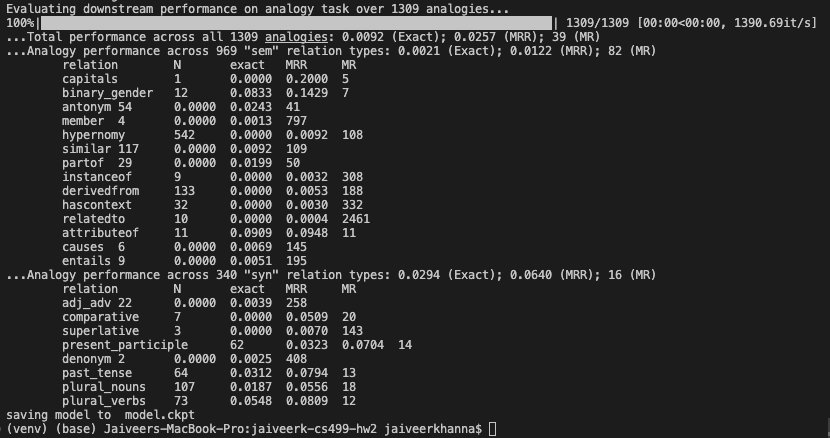 Evaluating downstream performance on analogy task over 1309 analogies...
100%| | 1309/1309 [00:00<00:00, 1390.69it/s]
...Total performance across all 1309 analogies: 0.0092 (Exact); 0.0257 (MRR); 39 (MR)
...Analogy performance across 969 "sem" relation types: 0.0021 (Exact); 0.0122 (MRR); 82 (MR)
relation N exact MRR MR
capitals 1 0.0000 0.2000 5
binary_gender 12 0.0833 0.1429 7
antonym 54 0.0000 0.0243 41
member 4 0.0000 0.0013 797
hypernomy 542 0.0000 0.0092 108
similar 117 0.0000 0.0092 109
partof 29 0.0000 0.0199 50
instanceof 9 0.0000 0.0032 308
derivedfrom 133 0.0000 0.0053 188
hascontext 32 0.0000 0.0030 332
relatedto 10 0.0000 0.0004 2461
attributeof 11 0.0909 0.0948 11
causes 6 0.0000 0.0069 145
entails 9 0.0000 0.0051 195
...Analogy performance across 340 "syn" relation types: 0.0294 (Exact); 0.0640 (MRR); 16 (MR)
relation N exact MRR MR
adj_adv 22 0.0000 0.0039 258
comparative 7 0.0000 0.0509 20
superlative 3 0.0000 0.0070 143
present_participle 62 0.0323 0.0704 14
denonym 2 0.0000 0.0025 408
past_tense 64 0.0312 0.0794 13
plural_nouns 107 0.0187 0.0556 18
plural_verbs 73 0.0548 0.0809 12
saving model to  model.ckpt
(venv) (base) Jaiveers-MacBook-Pro:jaiveerk-cs499-hw2 jaiveerkhanna$